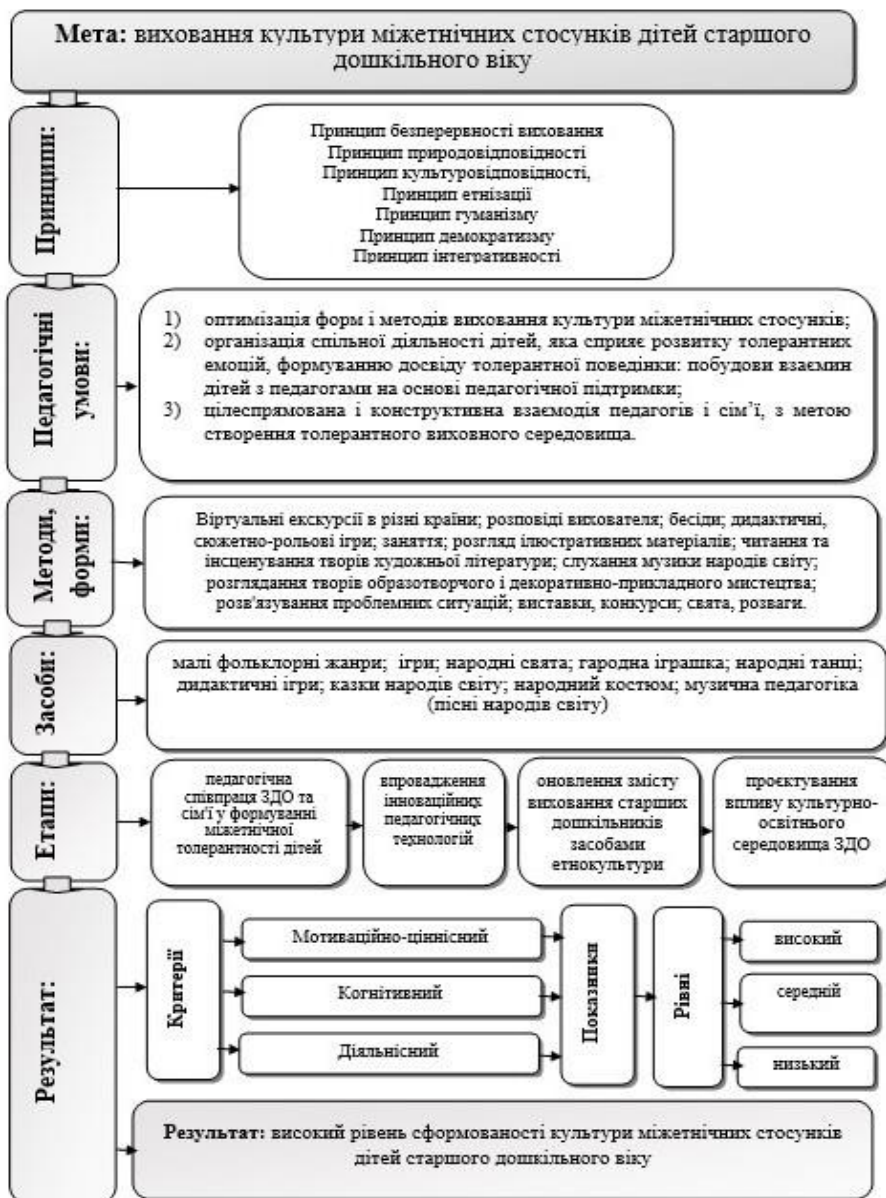 Мета: виховання культури міжетнічних стосунків дітей старшого
дошкільного віку
Принципи:
Принцип безперервності виховання
Принцип природовідповідності
Принцип культуровідповідності,
Принцип етнізації
Принцип гуманізму
Принцип демократизму
Принцип інтегративності
Педагогічні
умови:
1) оптимізація форм і методів виховання культури міжетнічних стосунків;
2) організація спільної діяльності дітей, яка сприяє розвитку толерантних
емоцій, формуванню досвіду толерантної поведінки: побудови взаємин
дітей з педагогами на основі педагогічної підтримки;
3) цілеспрямована і конструктивна взаємодія педагогів і сім’ї, з метою
створення толерантного виховного середовища.
Методи,
форми:
Віртуальні екскурсії в різні країни; розповіді вихователя; бесіди; дидактичні,
сюжетно-рольові ігри; заняття; розгляд ілюстративних матеріалів; читання та
інсценування творів художньої літератури; слухання музики народів світу;
розглядання творів образотворчого і декоративно-прикладного мистецтва;
розв'язування проблемних ситуацій; виставки, конкурси; свята, розваги.
Засоби:
малі фольклорні жанри; ігри; народні свята; гародна іграшка; народні танці;
дидактичні ігри; казки народів світу; народний костюм; музична педагогіка
(пісні народів світу)
Етапи:
педагогічна
співпраця ЗДО та
сім'ї у формуванні
міжетнічної
толерантності дітей
впровадження
інноваційних
педагогічних
технологій
оновлення змісту
виховання старших
дошкільників
засобами
етнокультури
проєктування
впливу культурно-
освітнього
середовища ЗДО
Результат:
Критерії
Мотиваційно-ціннісний
Когнітивний
Діяльнісний
Показники
Рівні
високий
середній
низький
Результат: високий рівень сформованості культури міжетнічних стосунків
дітей старшого дошкільного віку